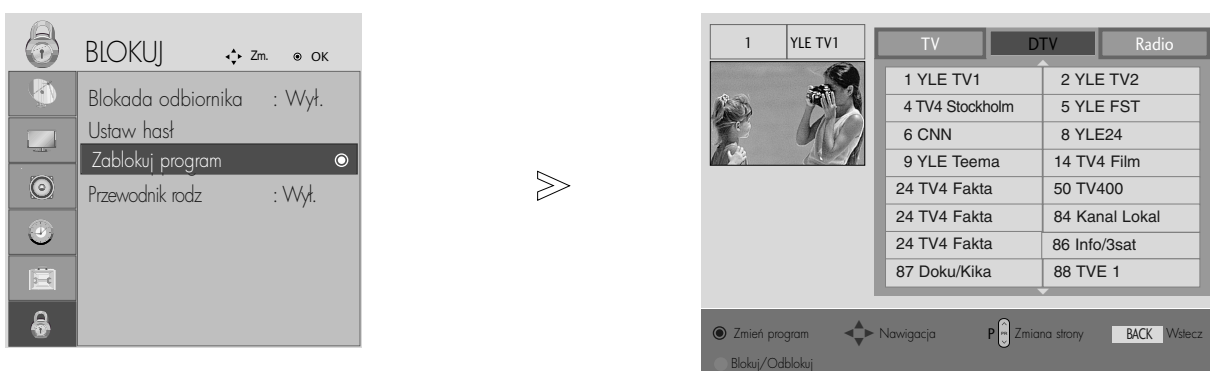 BLOKUJ Zm. OK
Blokada odbiornika : Wył.
Ustaw hasł
Zablokuj program
Przewodnik rodz : Wył.
1 YLE TV1
TV DTV Radio
1 YLE TV1 2 YLE TV2
4 TV4 Stockholm 5 YLE FST
6 CNN 8 YLE24
9 YLE Teema 14 TV4 Film
24 TV4 Fakta 50 TV400
24 TV4 Fakta 84 Kanal Lokal
24 TV4 Fakta 86 Info/3sat
87 Doku/Kika 88 TVE 1
Zmień program Nawigacja P PR Zmiana strony BACK Wstecz
Blokuj/Odblokuj